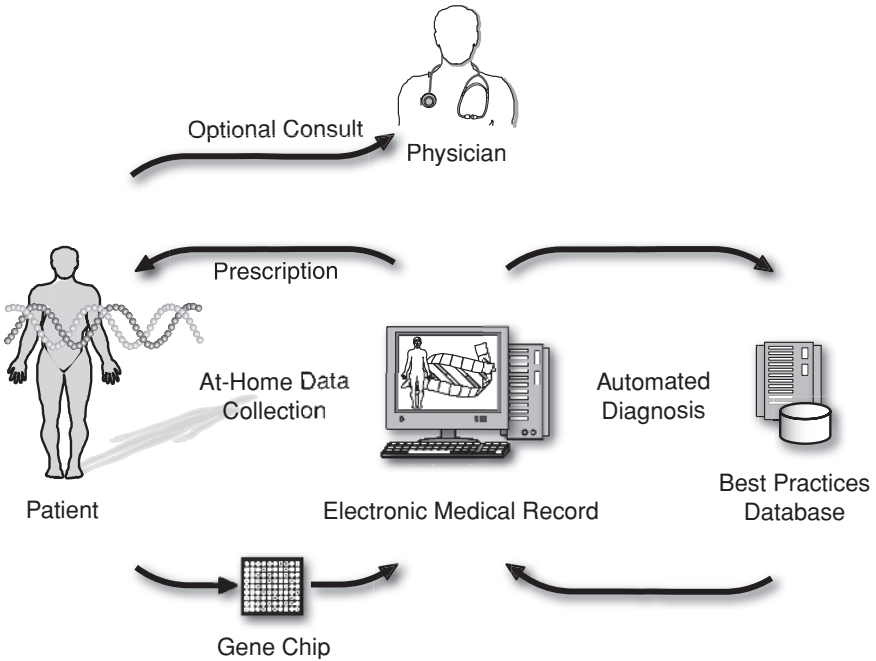 Optional Consult
Physician
Prescription
At-Home Data
Collection
Automated
Diagnosis
Patient
Electronic Medical Record
Best Practices
Database
Gene Chip